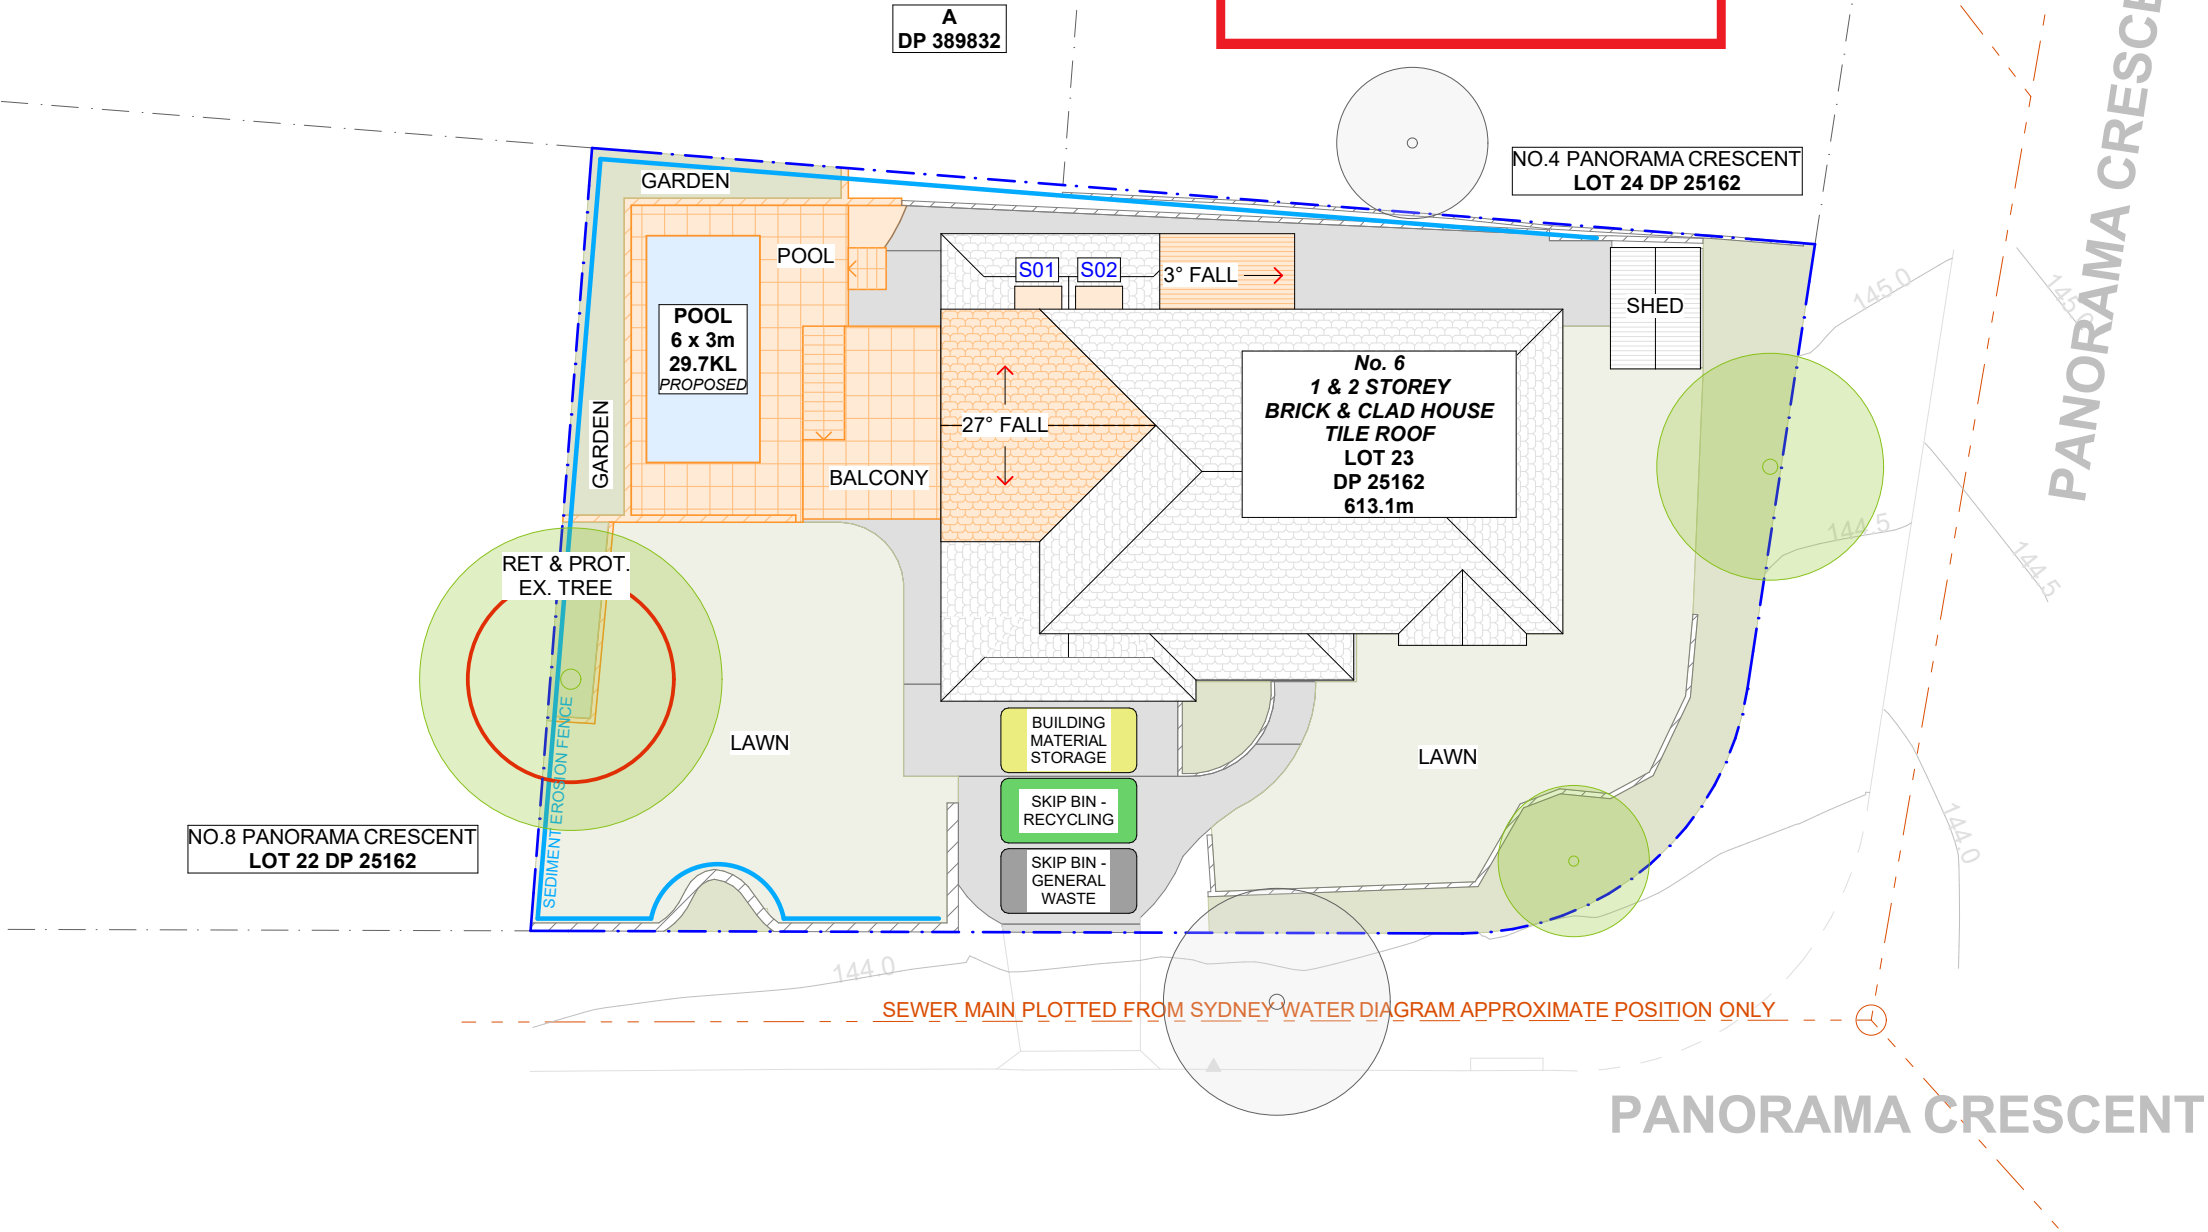 A
DP 389832
PANORAMA CRESCE
NO.4 PANORAMA CRESCENT
LOT 24 DP 25162
GARDEN
POOL
S01
S02
3° FALL
SHED
145.0
POOL
6 x 3m
29.7KL
PROPOSED
No. 6
1 & 2 STOREY
BRICK & CLAD HOUSE
TILE ROOF
LOT 23
DP 25162
613.1m
27° FALL
GARDEN
BALCONY
144.5
144.5
RET & PROT.
EX. TREE
SEDIMENT EROSION FENCE
LAWN
BUILDING
MATERIAL
STORAGE
LAWN
SKIP BIN -
RECYCLING
NO.8 PANORAMA CRESCENT
LOT 22 DP 25162
SKIP BIN -
GENERAL
WASTE
144.0
144.0
SEWER MAIN PLOTTED FROM SYDNEY WATER DIAGRAM APPROXIMATE POSITION ONLY
PANORAMA CRESCENT